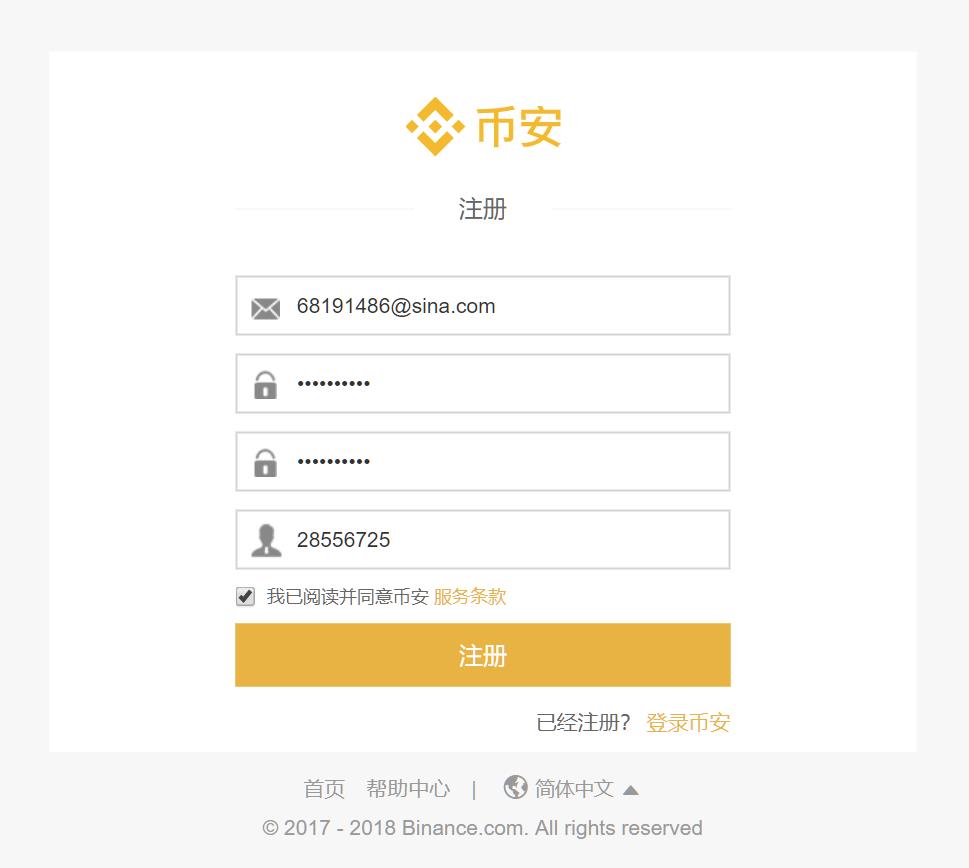 币安
注册
68191486@sina.com
••••••••••
••••••••••
28556725
我已阅读并同意币安 服务条款
注册
已经注册? 登录币安
首页 帮助中心 | 简体中文
© 2017 - 2018 Binance.com. All rights reserved